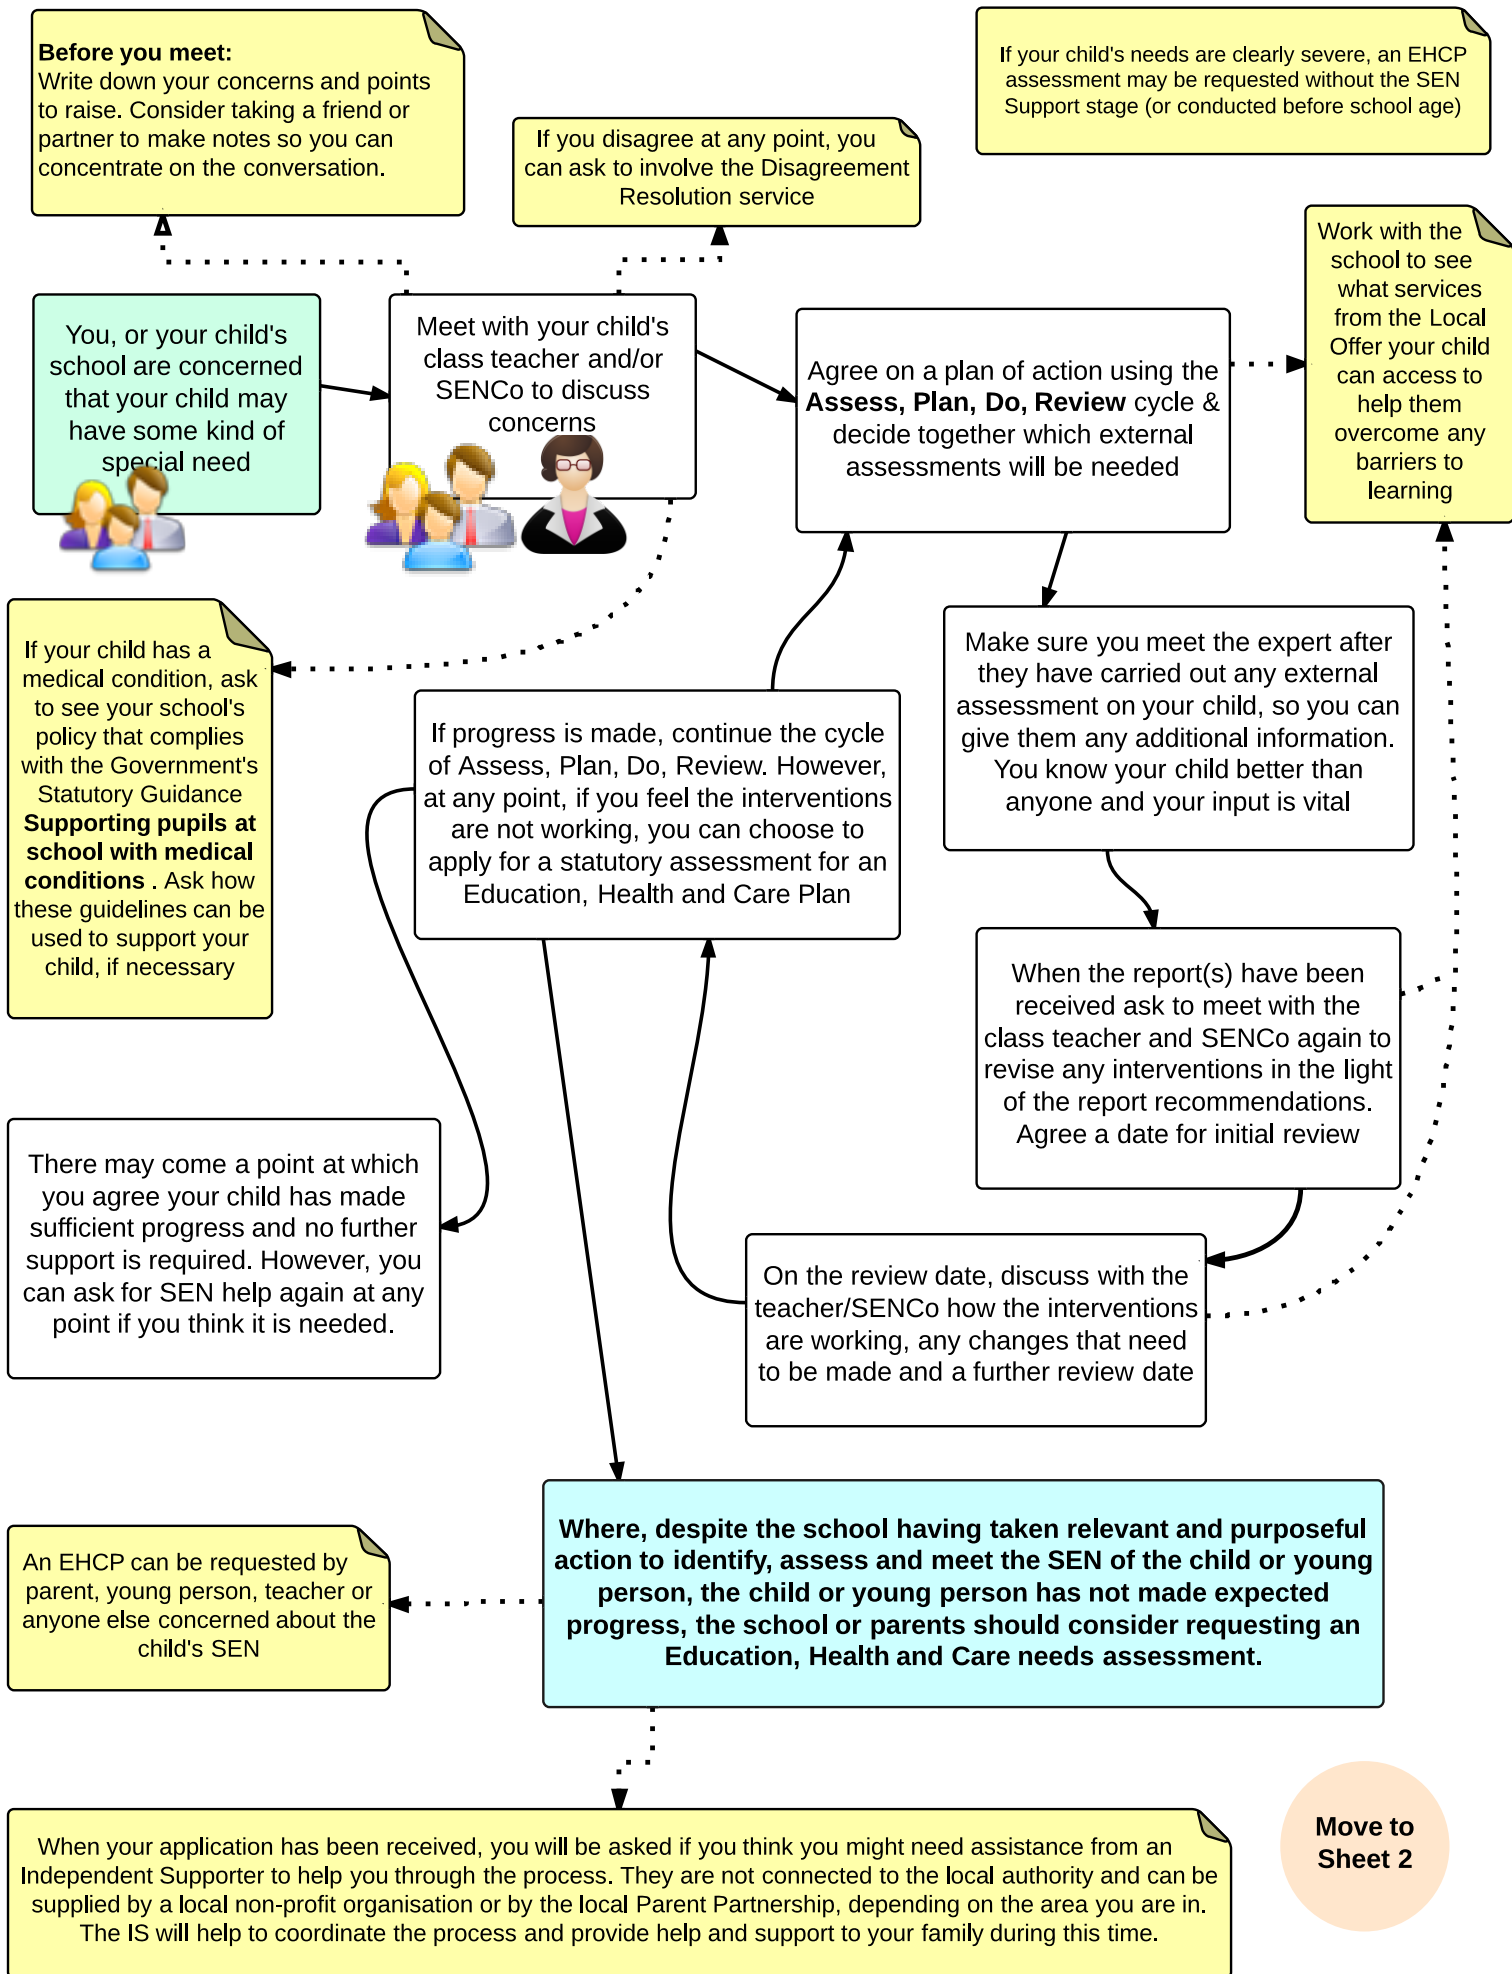 Before you meet:
Write down your concerns and points
to raise. Consider taking a friend or
partner to make notes so you can
concentrate on the conversation.
If your child's needs are clearly severe, an EHCP
assessment may be requested without the SEN
Support stage (or conducted before school age)
If you disagree at any point, you
can ask to involve the Disagreement
Resolution service
Work with the
school to see
what services
from the Local
Offer your child
can access to
help them
overcome any
barriers to
learning
You, or your child's
school are concerned
that your child may
have some kind of
special need
Meet with your child's
class teacher and/or
SENCo to discuss
concerns
Agree on a plan of action using the
Assess, Plan, Do, Review cycle &
decide together which external
assessments will be needed
If your child has a
medical condition, ask
to see your school's
policy that complies
with the Government's
Statutory Guidance
Supporting pupils at
school with medical
conditions . Ask how
these guidelines can be
used to support your
child, if necessary
Make sure you meet the expert after
they have carried out any external
assessment on your child, so you can
give them any additional information.
You know your child better than
anyone and your input is vital
If progress is made, continue the cycle
of Assess, Plan, Do, Review. However,
at any point, if you feel the interventions
are not working, you can choose to
apply for a statutory assessment for an
Education, Health and Care Plan
When the report(s) have been
received ask to meet with the
class teacher and SENCo again to
revise any interventions in the light
of the report recommendations.
Agree a date for initial review
There may come a point at which
you agree your child has made
sufficient progress and no further
support is required. However, you
can ask for SEN help again at any
point if you think it is needed.
On the review date, discuss with the
teacher/SENCo how the interventions
are working, any changes that need
to be made and a further review date
Where, despite the school having taken relevant and purposeful
action to identify, assess and meet the SEN of the child or young
person, the child or young person has not made expected
progress, the school or parents should consider requesting an
Education, Health and Care needs assessment.
An EHCP can be requested by
parent, young person, teacher or
anyone else concerned about the
child's SEN
When your application has been received, you will be asked if you think you might need assistance from an
Independent Supporter to help you through the process. They are not connected to the local authority and can be
supplied by a local non-profit organisation or by the local Parent Partnership, depending on the area you are in.
The IS will help to coordinate the process and provide help and support to your family during this time.
Move to
Sheet 2